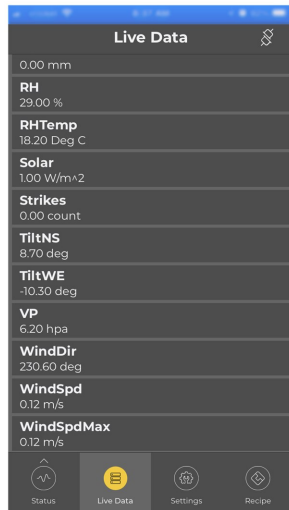 Live Data
0.00 mm
RH
29.00 %
RHTemp
18.20 Deg C
Solar
1.00 W/m^2
Strikes
0.00 count
TiltNS
8.70 deg
TiltWE
-10.30 deg
VP
6.20 hpa
WindDir
230.60 deg
WindSpd
0.12 m/s
WindSpdMax
0.12 m/s
Status Live Data Settings Recipe